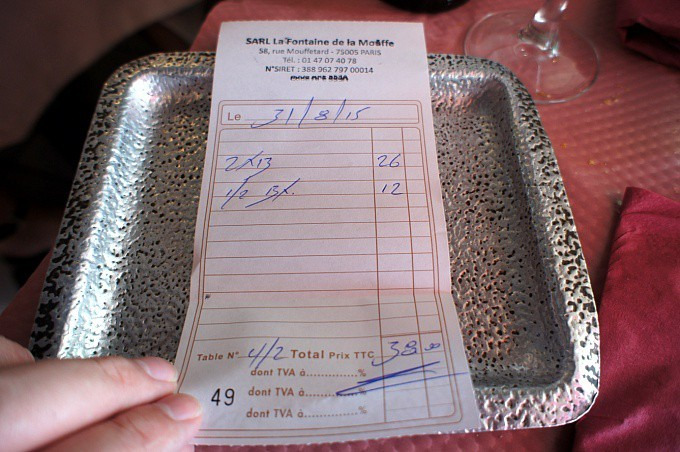 SARL La Fontaine de la Mouffe
58, rue Mouffetard - 75005 PARIS
Tél. : 01 47 07 40 78
N°SIRET : 388 962 797 00014
Le 31/8/15
2x13 26
1/2 12
Table N° 4/2 Total Prix TTC 38.00
dont TVA à............%
dont TVA à............%
49
dont TVA à............%